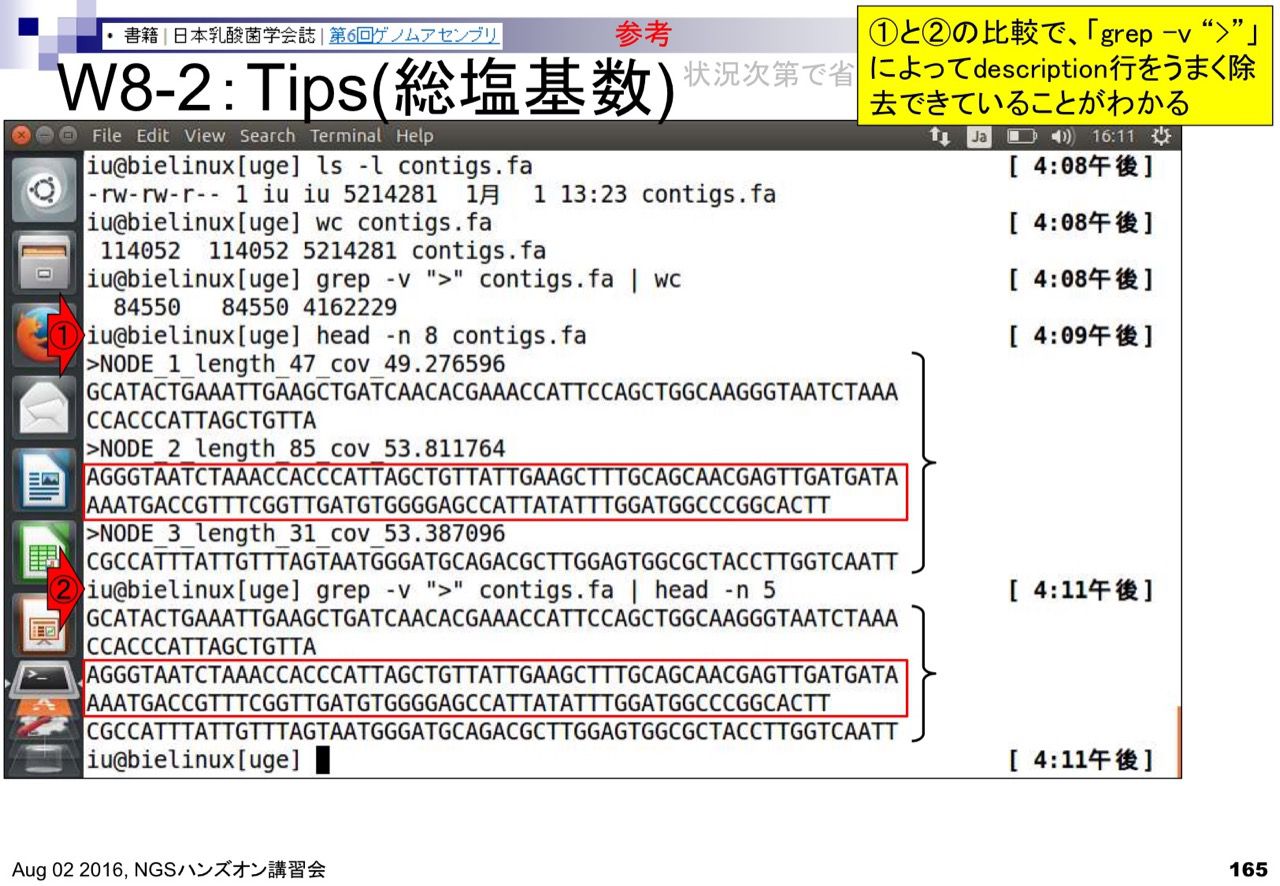 • 書籍 | 日本乳酸菌学会誌 | 第6回ゲノムアセンブリ
参考
W8-2：Tips(総塩基数)
状況次第で省
①と②の比較で、「grep –v “>”」
によってdescription行をうまく除
去できていることがわかる
File Edit View Search Terminal Help
Ja 16:11
iu@bielinux[uge] ls -l contigs.fa [ 4:08午後]
-rw-rw-r-- 1 iu iu 5214281 1月 1 13:23 contigs.fa
iu@bielinux[uge] wc contigs.fa [ 4:08午後]
114052 114052 5214281 contigs.fa
iu@bielinux[uge] grep -v ">" contigs.fa | wc [ 4:08午後]
84550 84550 4162229
① iu@bielinux[uge] head -n 8 contigs.fa [ 4:09午後]
>NODE_1_length_47_cov_49.276596
GCATACTGAAATTGAAGCTGATCAACACGAAACCATTCCAGCTGGCAAGGGTAATCTAAA
CCACCCATTAGCTGTTA
>NODE_2_length_85_cov_53.811764
AGGGTAATCTAAACCACCCATTAGCTGTTATTGAAGCTTTGCAGCAACGAGTTGATGATA
AAATGACCGTTTCGGTTGATGTGGGGAGCCATTATATTTGGATGGCCCGGCACTT
>NODE_3_length_31_cov_53.387096
CGCCATTTATTGTTTAGTAATGGGATGCAGACGCTTGGAGTGGCGCTACCTTGGTCAATT
② iu@bielinux[uge] grep -v ">" contigs.fa | head -n 5 [ 4:11午後]
GCATACTGAAATTGAAGCTGATCAACACGAAACCATTCCAGCTGGCAAGGGTAATCTAAA
CCACCCATTAGCTGTTA
AGGGTAATCTAAACCACCCATTAGCTGTTATTGAAGCTTTGCAGCAACGAGTTGATGATA
AAATGACCGTTTCGGTTGATGTGGGGAGCCATTATATTTGGATGGCCCGGCACTT
CGCCATTTATTGTTTAGTAATGGGATGCAGACGCTTGGAGTGGCGCTACCTTGGTCAATT
iu@bielinux[uge] [ 4:11午後]
Aug 02 2016, NGSハンズオン講習会
165